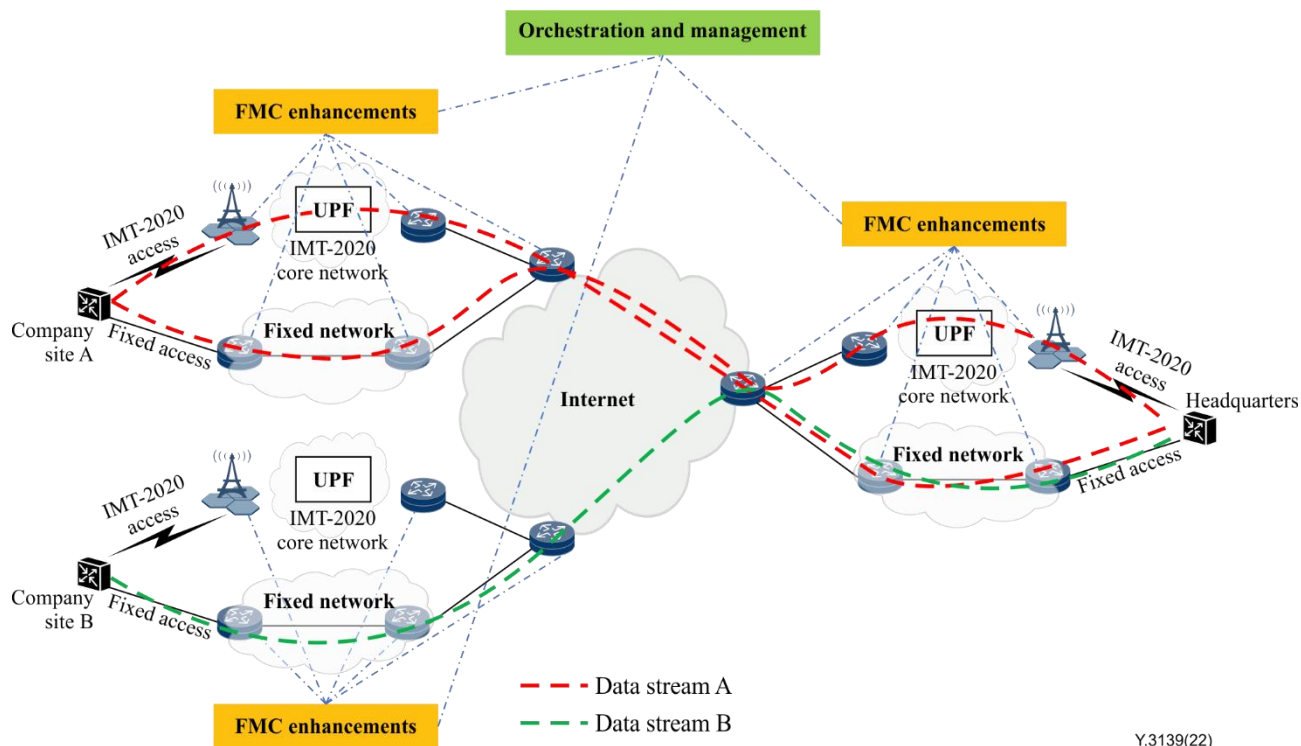 Orchestration and management
FMC enhancements
IMT-2020
access
UPF
IMT-2020
core network
Company
site A
Fixed access
Fixed network
FMC enhancements
UPF
IMT-2020
core network
IMT-2020
access
Headquarters
Fixed network
Fixed access
Internet
IMT-2020
access
UPF
IMT-2020
core network
Company
site B
Fixed access
Fixed network
FMC enhancements
Data stream A
Data stream B
Y.3139(22)